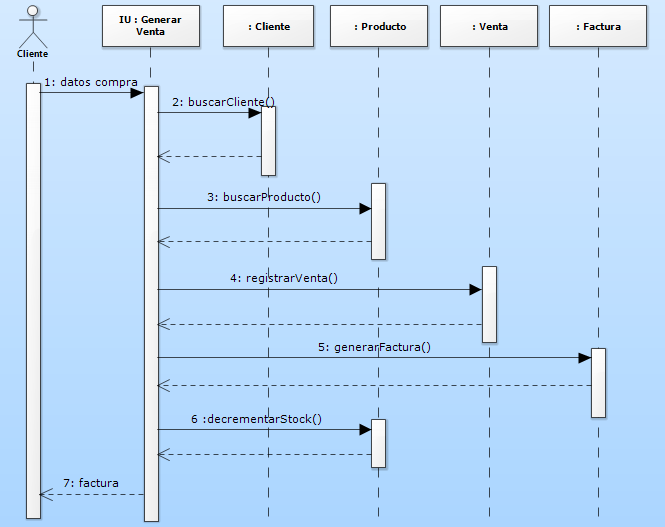 Cliente
IU : Generar
Venta
: Cliente
: Producto
: Venta
: Factura
1: datos compra
2: buscarCliente()
3: buscarProducto()
4: registrarVenta()
5: generarFactura()
6 :decrementarStock()
7: factura